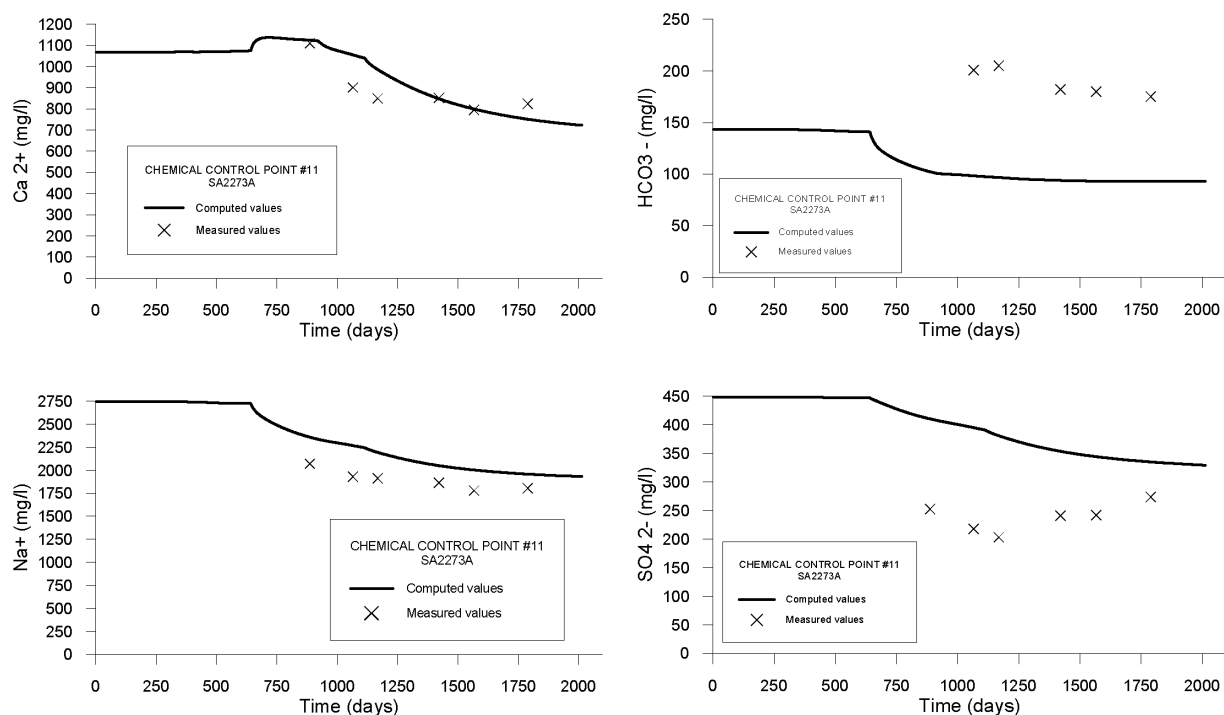 1200
1100
1000
900
800
700
600
500
400
300
200
100
0
Ca 2+ (mg/l)
CHEMICAL CONTROL POINT #11
SA2273A
Computed values
Measured values
0 250 500 750 1000 1250 1500 1750 2000
Time (days)
250
200
150
100
50
0
HCO3 - (mg/l)
CHEMICAL CONTROL POINT #11
SA2273A
Computed values
Measured values
0 250 500 750 1000 1250 1500 1750 2000
Time (days)
2750
2500
2250
2000
1750
1500
1250
1000
750
500
250
0
Na+ (mg/l)
CHEMICAL CONTROL POINT #11
SA2273A
Computed values
Measured values
0 250 500 750 1000 1250 1500 1750 2000
Time (days)
450
400
350
300
250
200
150
100
50
0
SO4 2- (mg/l)
CHEMICAL CONTROL POINT #11
SA2273A
Computed values
Measured values
0 250 500 750 1000 1250 1500 1750 2000
Time (days)